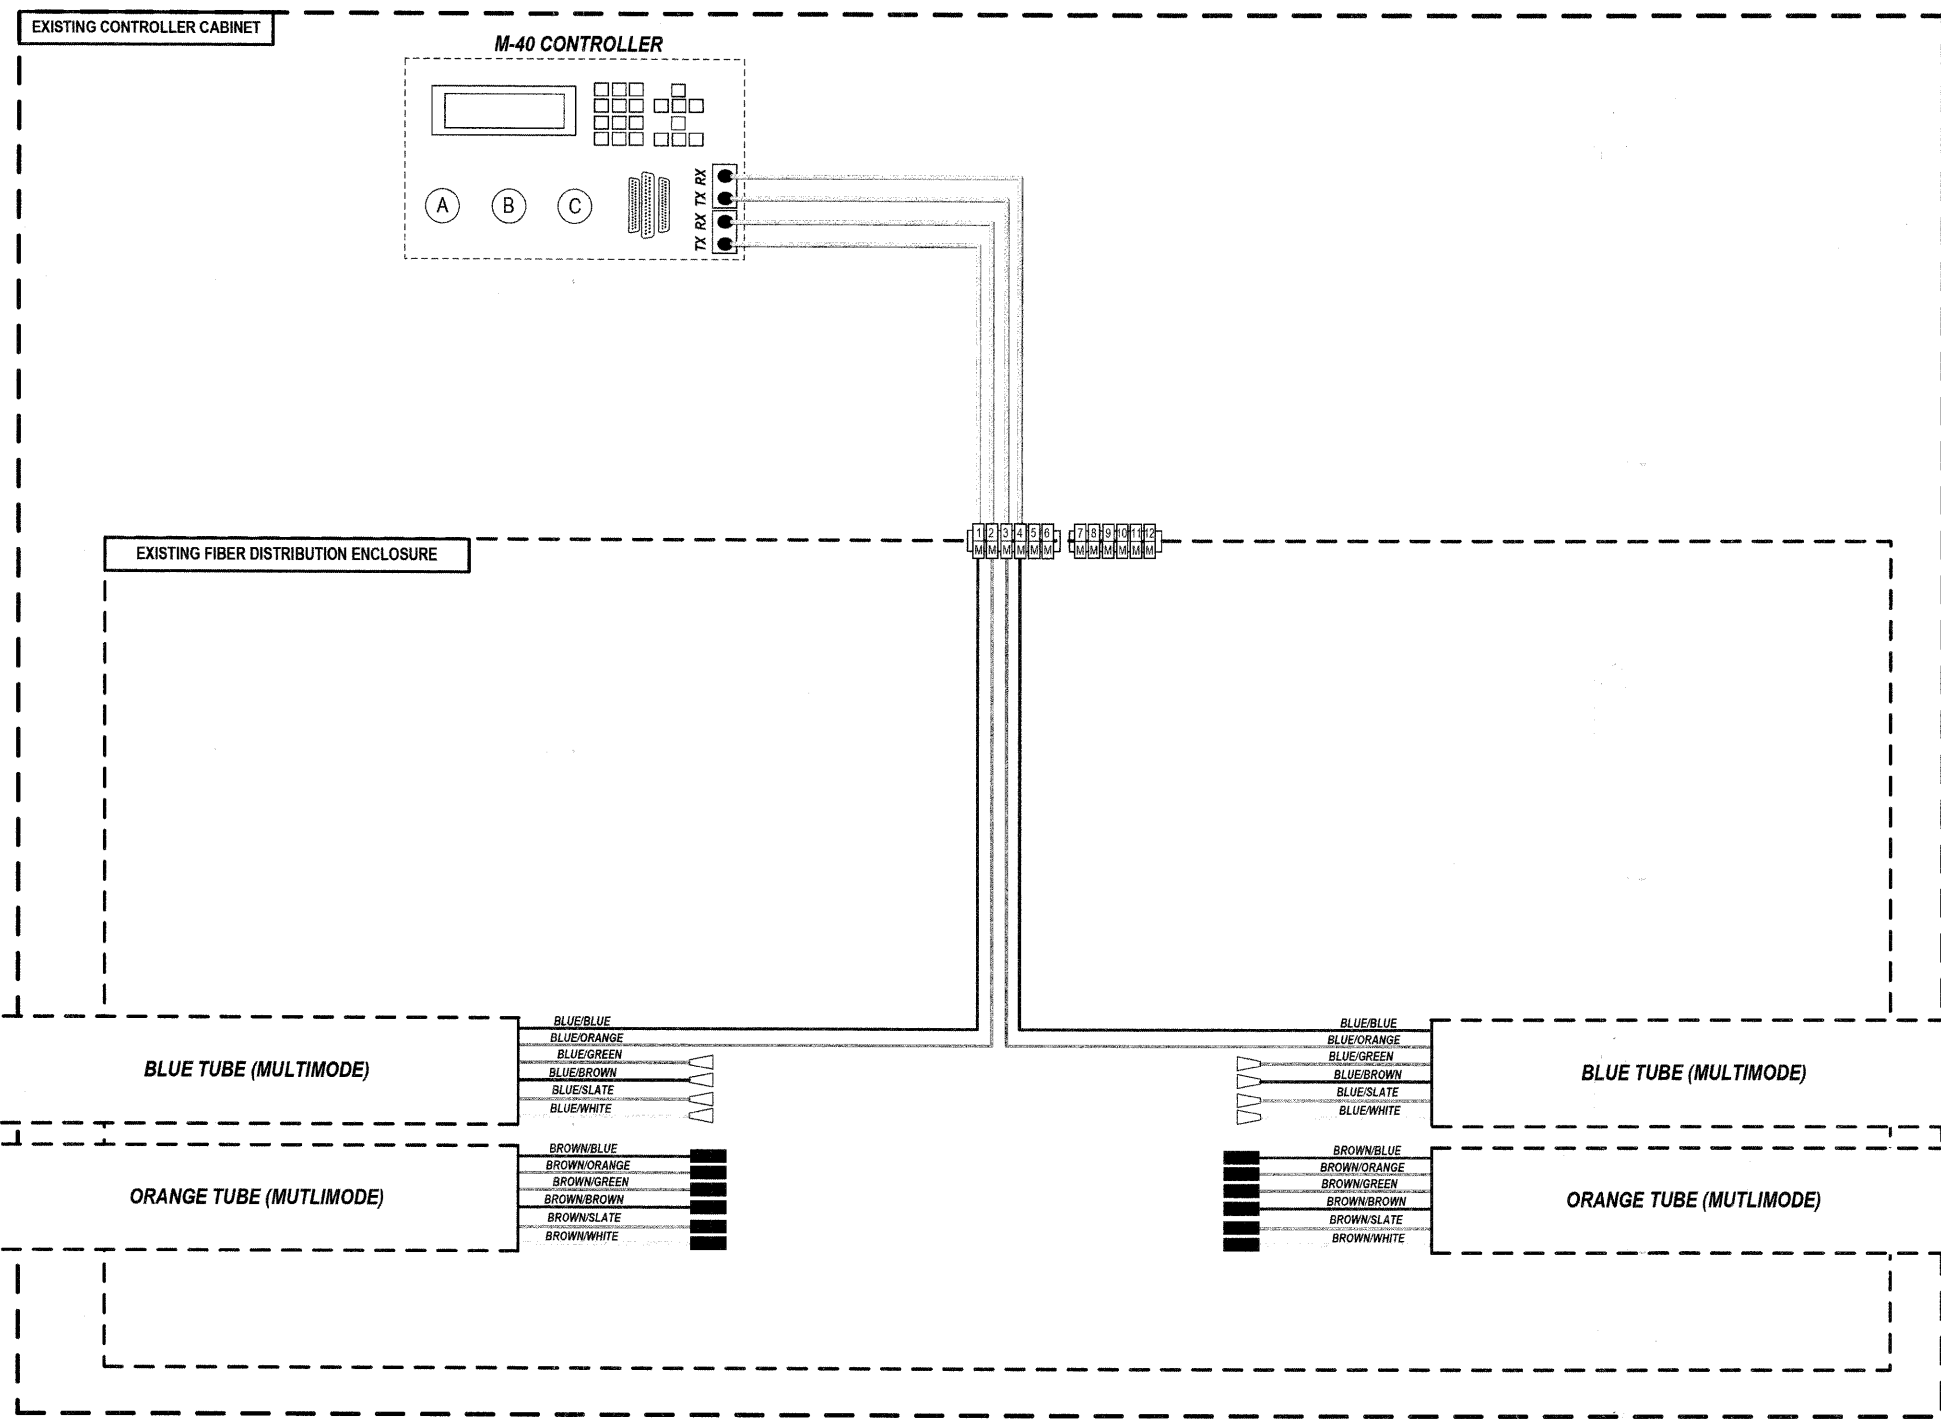 EXISTING CONTROLLER CABINET
M-40 CONTROLLER
RX
TX
RX
TX
A B C
1 2 3 4 5 6 7 8 9 10 11 12
M M M M M M M M M M M M
EXISTING FIBER DISTRIBUTION ENCLOSURE
BLUE TUBE (MULTIMODE)
BLUE/BLUE
BLUE/ORANGE
BLUE/GREEN
BLUE/BROWN
BLUE/SLATE
BLUE/WHITE
ORANGE TUBE (MUTLIMODE)
BROWN/BLUE
BROWN/ORANGE
BROWN/GREEN
BROWN/BROWN
BROWN/SLATE
BROWN/WHITE
BLUE/BLUE
BLUE/ORANGE
BLUE/GREEN
BLUE/BROWN
BLUE/SLATE
BLUE/WHITE
BLUE TUBE (MULTIMODE)
BROWN/BLUE
BROWN/ORANGE
BROWN/GREEN
BROWN/BROWN
BROWN/SLATE
BROWN/WHITE
ORANGE TUBE (MUTLIMODE)